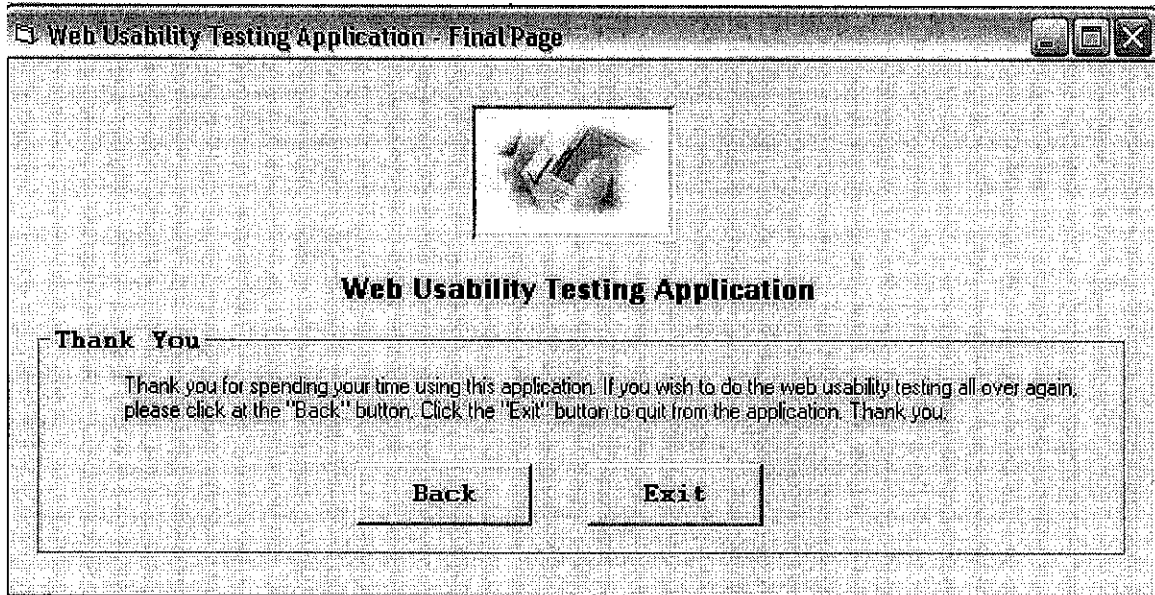 Web Usability Testing Application - Final Page
Web Usability Testing Application
Thank You
Thank you for spending your time using this application. If you wish to do the web usability testing all over again,
please click at the "Back" button. Click the "Exit" button to quit from the application. Thank you.
Back
Exit